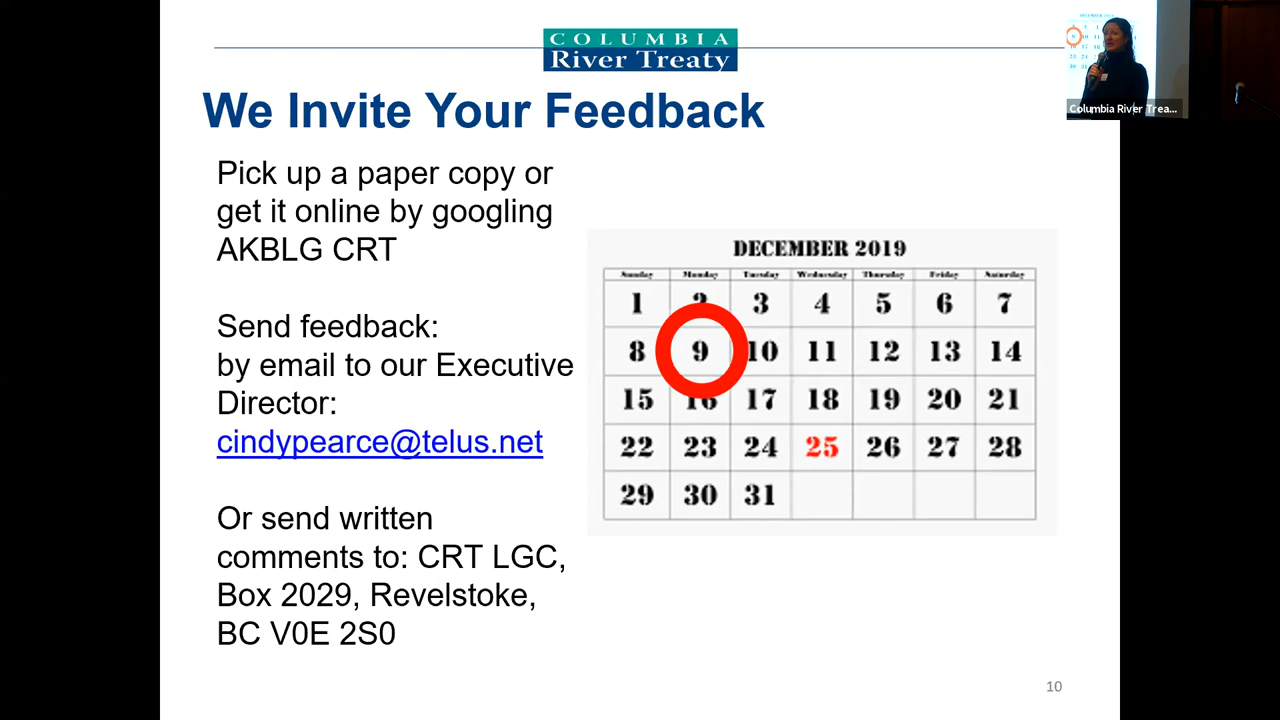 COLUMBIA
River Treaty
We Invite Your Feedback
Pick up a paper copy or
get it online by googling
AKBLG CRT
Send feedback:
by email to our Executive
Director:
cindypearce@telus.net
Or send written
comments to: CRT LGC,
Box 2029, Revelstoke,
BC V0E 2S0
DECEMBER 2019
Sunday Monday Tuesday Wednesday Thursday Friday Saturday
1 2 3 4 5 6 7
8 9 10 11 12 13 14
15 16 17 18 19 20 21
22 23 24 25 26 27 28
29 30 31
10
DECEMBER 2019
Columbia River Trea...